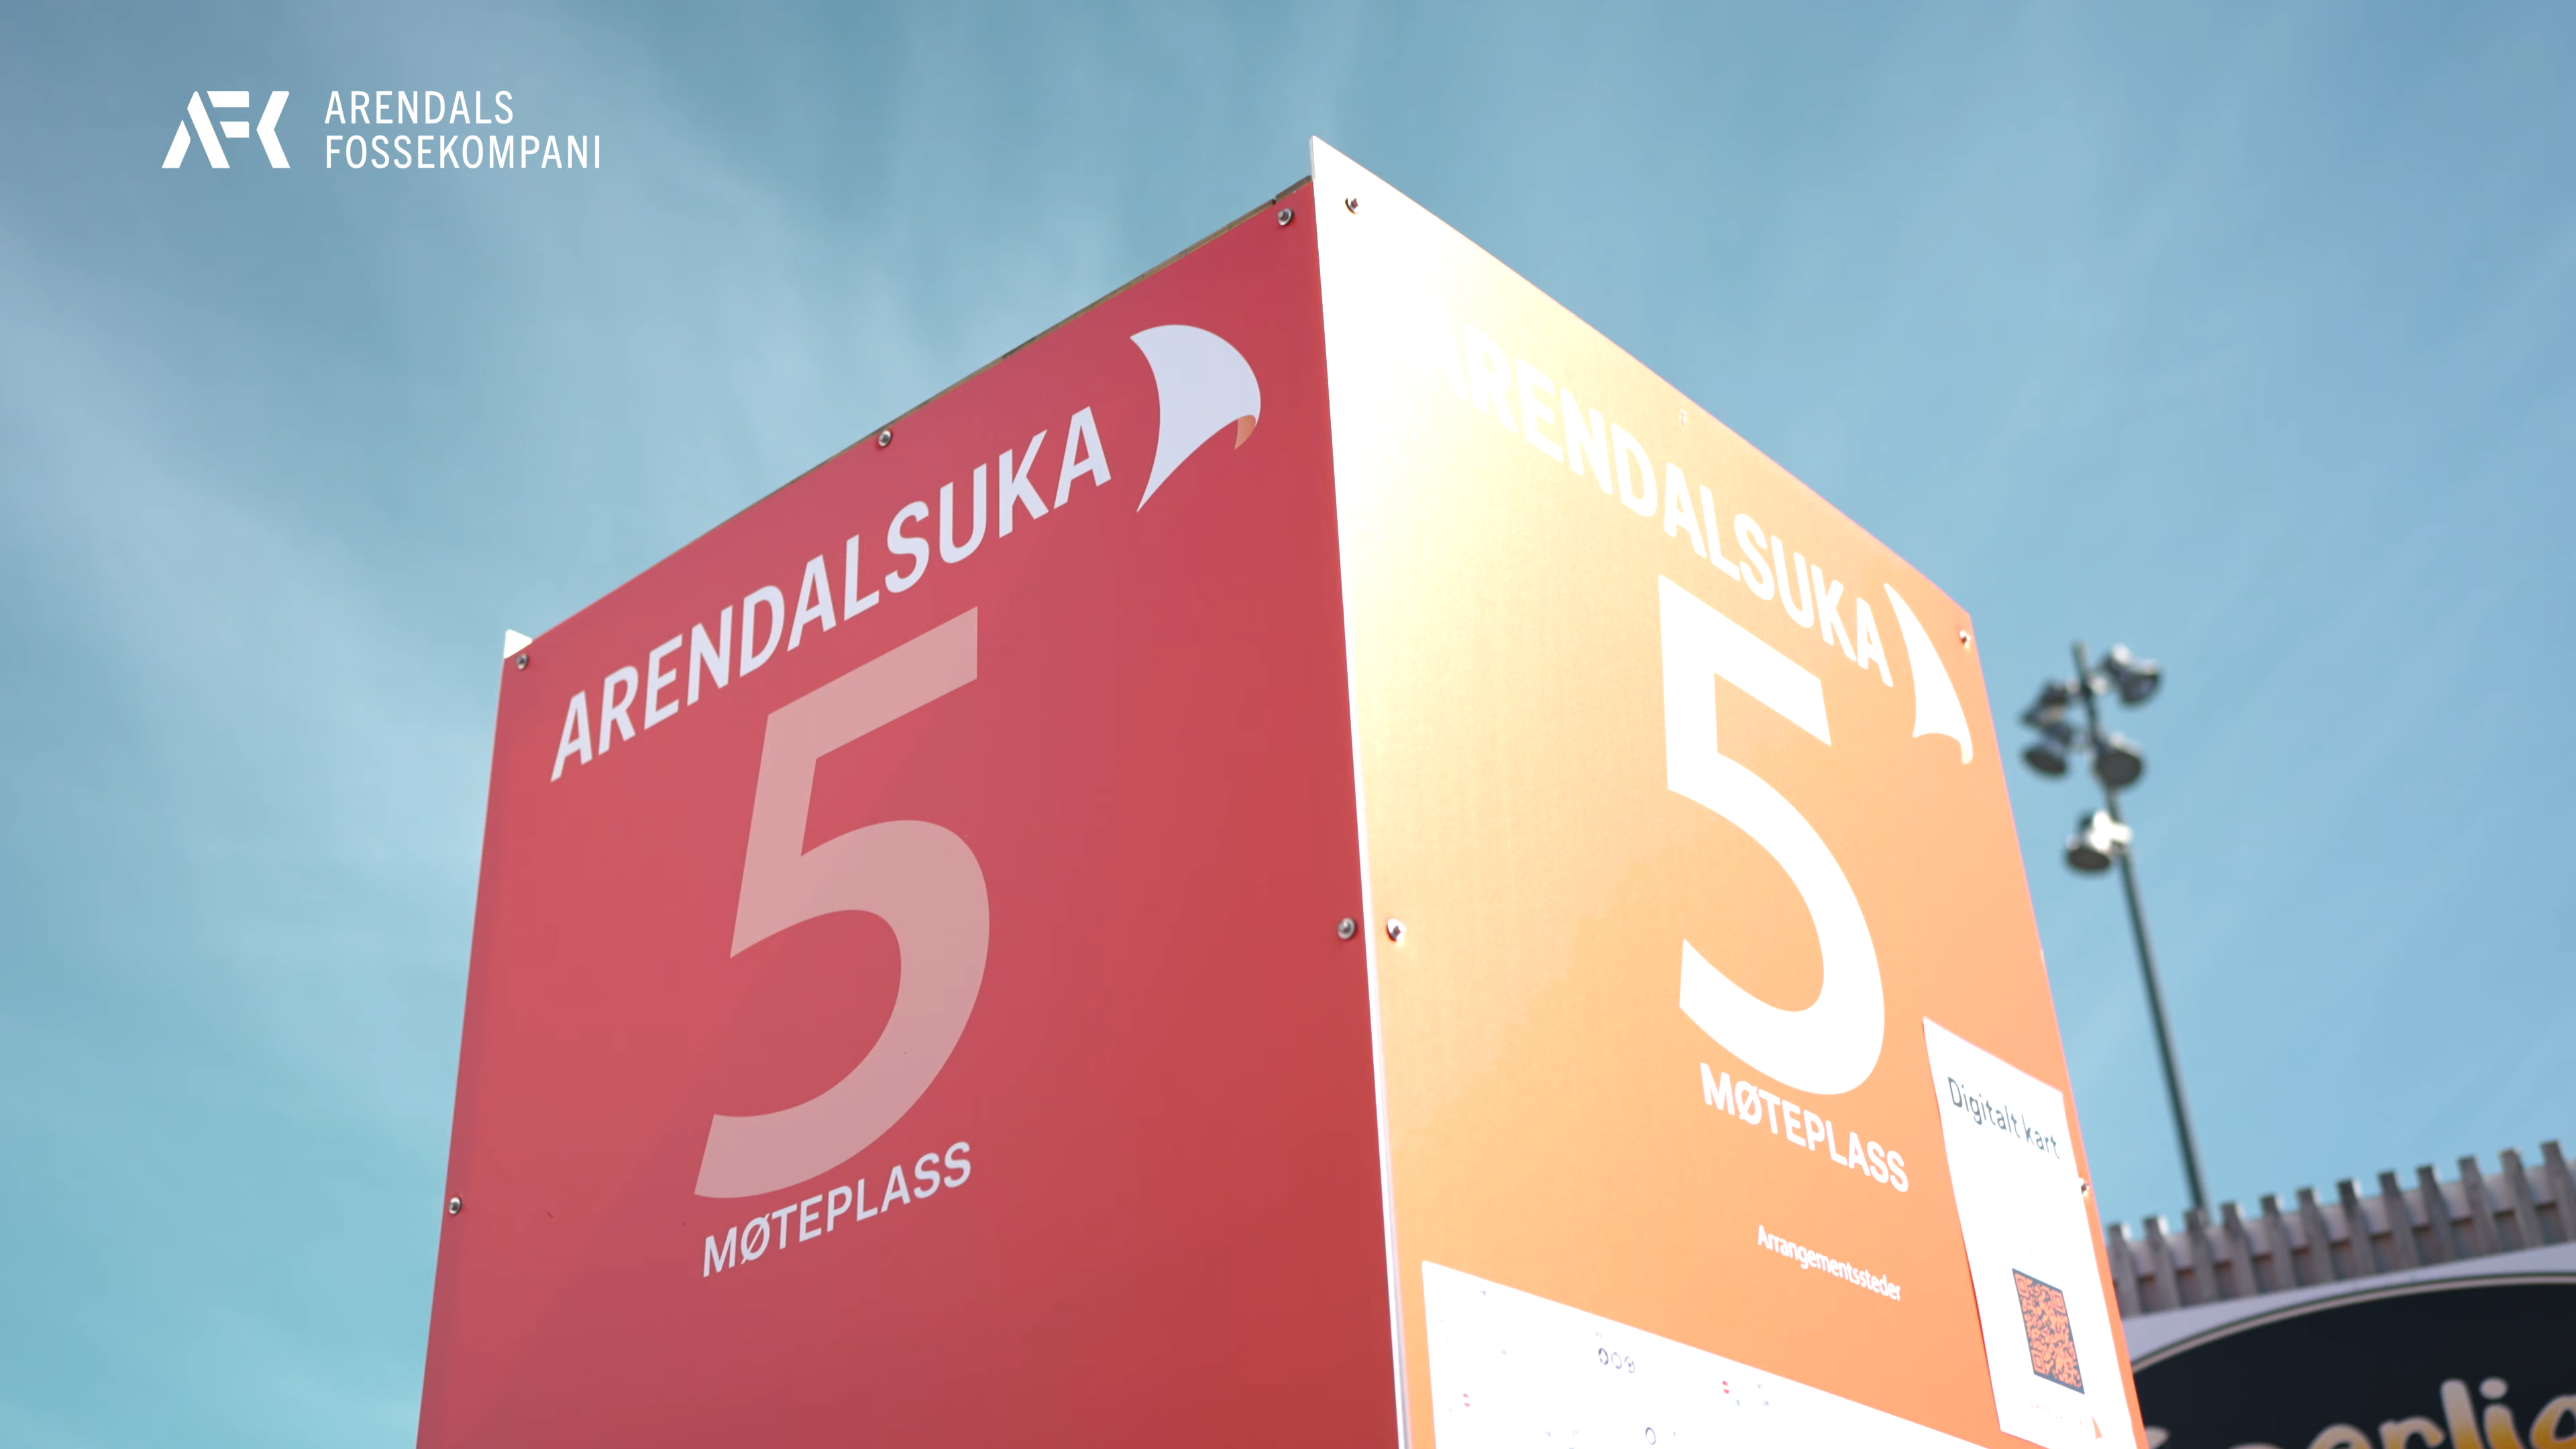 ARENDALS
FOSSEKOMPANI
ARENDALSUKA
5
MØTEPLASS
ARENDALSUKA
5
MØTEPLASS
Arrangementssteder
Digitalt kart